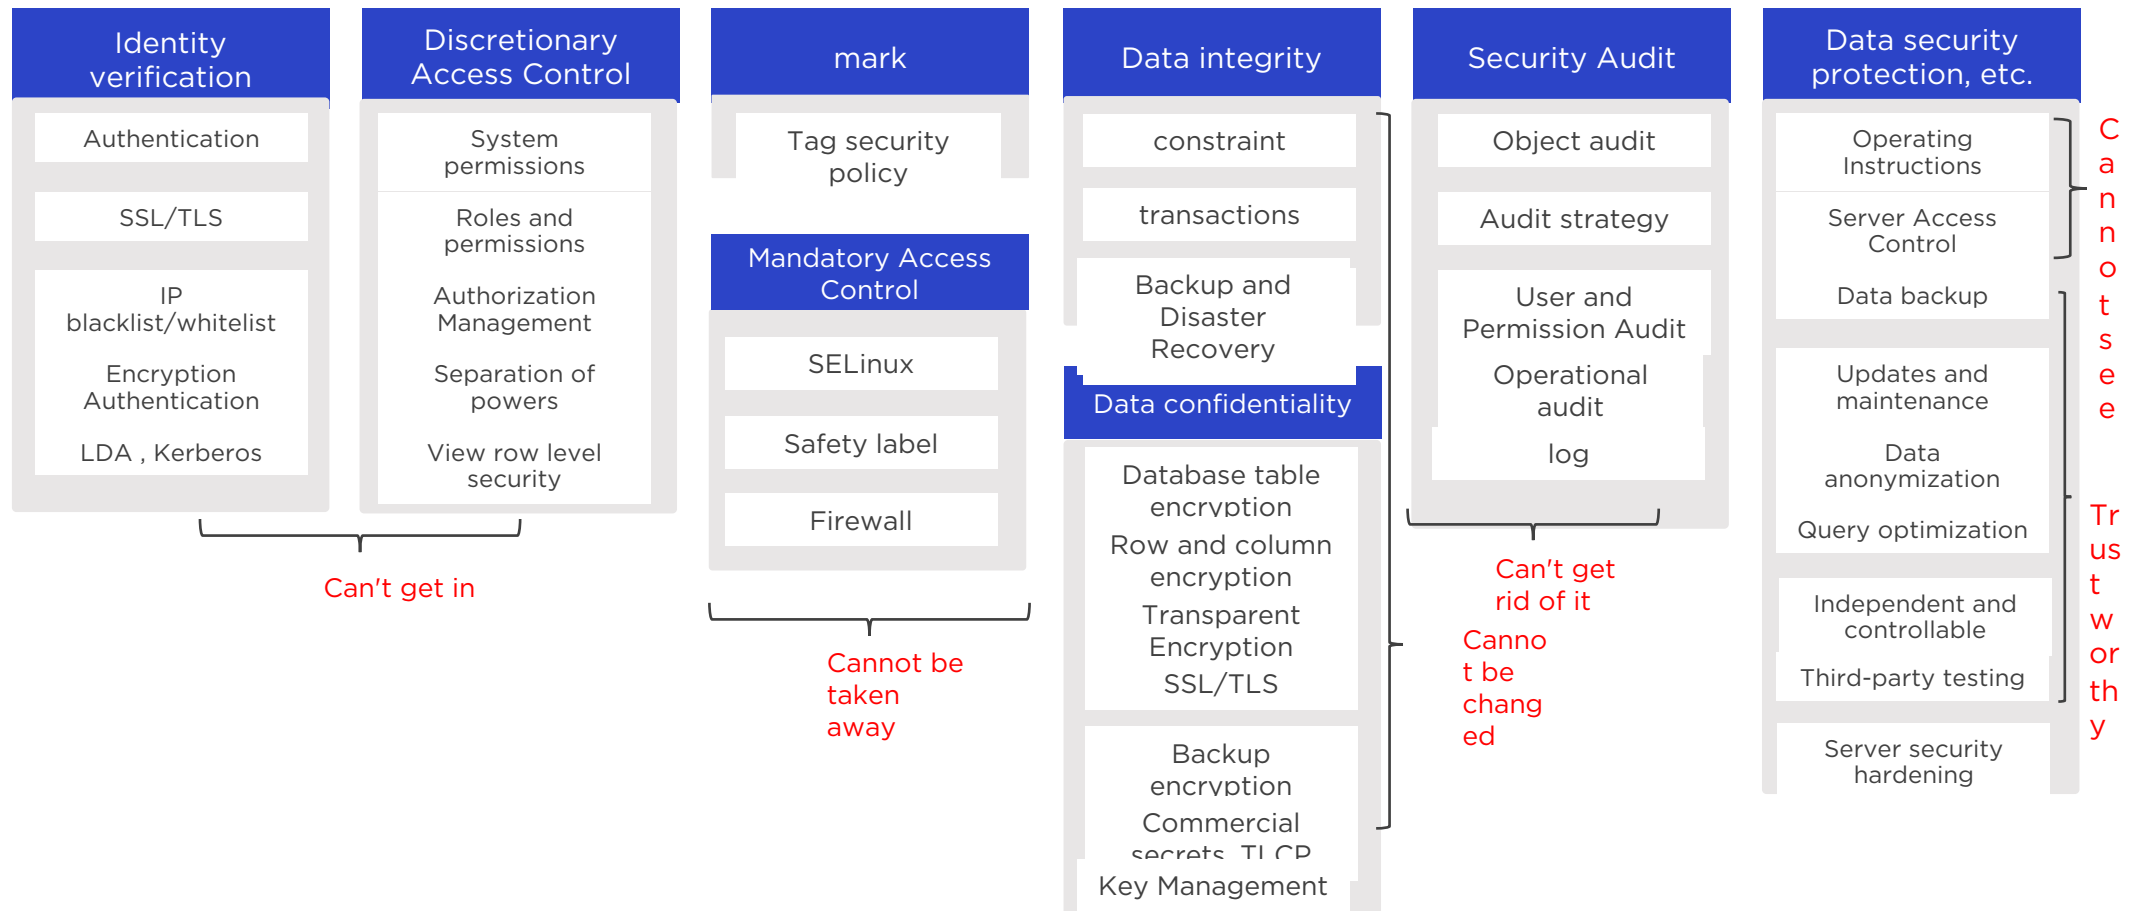 Identity
verification
Authentication
SSL/TLS
IP
blacklist/whitelist
Encryption
Authentication
LDA , Kerberos
Discretionary
Access Control
System
permissions
Roles and
permissions
Authorization
Management
Separation of
powers
View row level
security
Can't get in
mark
Tag security
policy
Mandatory Access
Control
SELinux
Safety label
Firewall
Cannot be
taken
away
Data integrity
constraint
transactions
Backup and
Disaster
Recovery
Data confidentiality
Database table
encryption
Row and column
encryption
Transparent
Encryption
SSL/TLS
Backup
encryption
Commercial
secrets, TLCP
Key Management
Canno
t be
chang
ed
Security Audit
Object audit
Audit strategy
User and
Permission Audit
Operational
audit
log
Can't get
rid of it
Data security
protection, etc.
Operating
Instructions
Server Access
Control
Data backup
Updates and
maintenance
Data
anonymization
Query optimization
Independent and
controllable
Third-party testing
Server security
hardening
C
a
n
n
o
t
s
e
e
Tr
us
t
w
or
th
y